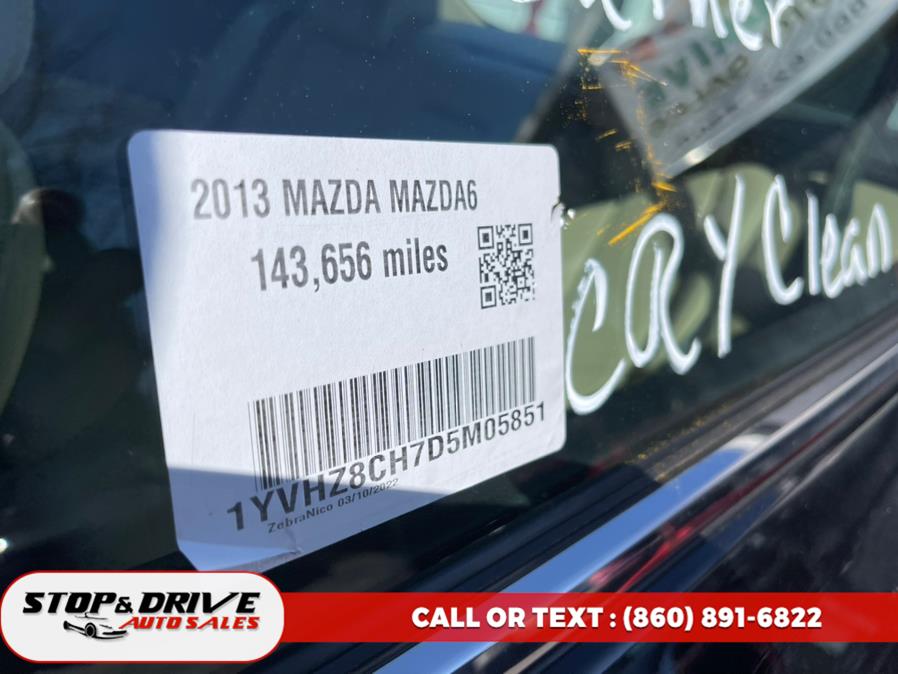 2013 MAZDA MAZDA6
143,656 miles
1YVHZ8CH7D5M05851
ZebraNico 03/10/2022
CRY Clean
STOP & DRIVE
AUTO SALES
CALL OR TEXT : (860) 891-6822